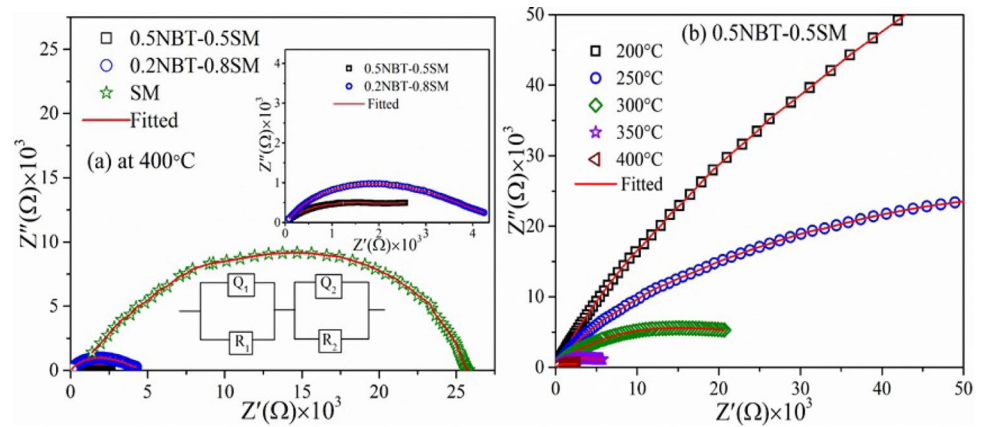 0.5NBT-0.5SM
0.2NBT-0.8SM
SM
Fitted
(a) at 400°C
Z″(Ω)×10³
25
20
15
10
5
0
0
5
10
15
20
25
Z′(Ω)×10³
0.5NBT-0.5SM
0.2NBT-0.8SM
Fitted
Z″(Ω)×10³
4
3
2
1
0
0
1
2
3
4
Z′(Ω)×10³
Q₁
R₁
Q₂
R₂
(b) 0.5NBT-0.5SM
200°C
250°C
300°C
350°C
400°C
Fitted
Z″(Ω)×10³
50
40
30
20
10
0
0
10
20
30
40
50
Z′(Ω)×10³